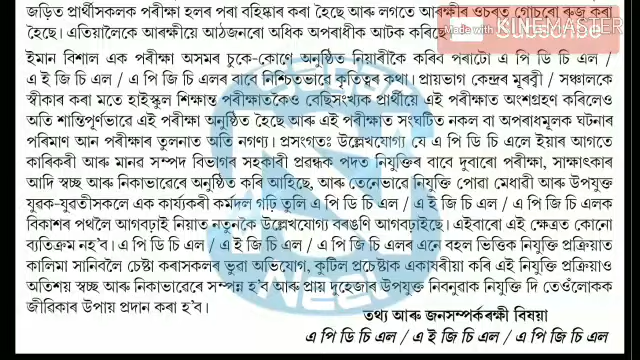 জড়িত প্ৰাৰ্থীসকলক পৰীক্ষা হলৰ পৰা বহিষ্কাৰ কৰা হৈছে আৰু লগতে আৰক্ষীৰ ওচৰত গোচৰো ৰুজু কৰা
হৈছে। এতিয়ালৈকে আৰক্ষীয়ে আঠজনৰো অধিক অপৰাধীক আটক কৰিছে।
MADE WITH
KINEMASTER
Subscribe
ইমান বিশাল এক পৰীক্ষা অসমৰ চুকে-কোণে অনুষ্ঠিত নিয়াৰীকৈ কৰিব পৰাটো এ পি ডি চি এল /
এ ই জি চি এল / এ পি জি চি এলৰ বাবে নিশ্চিতভাৱে কৃতিত্বৰ কথা। প্ৰায়ভাগ কেন্দ্ৰৰ মূৰব্বী / সঞ্চালকে
স্বীকাৰ কৰা মতে হাইস্কুল শিক্ষান্ত পৰীক্ষাতকৈও বেছিসংখ্যক প্ৰাৰ্থীয়ে এই পৰীক্ষাত অংশগ্ৰহণ কৰিলেও
অতি শান্তিপূৰ্ণভাৱে এই পৰীক্ষা অনুষ্ঠিত হৈছে আৰু এই পৰীক্ষাত সংঘটিত নকল বা অপৰাধমূলক ঘটনাৰ
পৰিমাণ আন পৰীক্ষাৰ তুলনাত অতি নগণ্য। প্ৰসংগতঃ উল্লেখযোগ্য যে এ পি ডি চি এলে ইয়াৰ আগতে
কাৰিকৰী আৰু মানৱ সম্পদ বিভাগৰ সহকাৰী প্ৰবন্ধক পদত নিযুক্তিৰ বাবে দুবাৰো পৰীক্ষা, সাক্ষাৎকাৰ
আদি স্বচ্ছ আৰু নিকাভাৱেৰে অনুষ্ঠিত কৰি আহিছে, আৰু তেনেভাৱে নিযুক্তি পোৱা মেধাৱী আৰু উপযুক্ত
যুৱক-যুৱতীসকলে এক কাৰ্য্যকৰী কৰ্মদল গঢ়ি তুলি এ পি ডি চি এল / এ ই জি চি এল / এ পি জি চি এলক
বিকাশৰ পথলৈ আগবঢ়াই নিয়াত নতুনকৈ উল্লেখযোগ্য বৰঙণি আগবঢ়াইছে। এইবাৰো এই ক্ষেত্ৰত কোনো
ব্যতিক্ৰম নহ'ব। এ পি ডি চি এল / এ ই জি চি এল / এ পি জি চি এলৰ এনে বহল ভিত্তিক নিযুক্তি প্ৰক্ৰিয়াত
কালিমা সানিবলৈ চেষ্টা কৰাসকলৰ ভুৱা অভিযোগ, কুটিল প্ৰচেষ্টাক একাষৰীয়া কৰি এই নিযুক্তি প্ৰক্ৰিয়াও
অতিশয় স্বচ্ছ আৰু নিকাভাৱেৰে সম্পন্ন হ'ব আৰু প্ৰায় দুহেজাৰ উপযুক্ত নিবনুৱাক নিযুক্তি দি তেওঁলোকক
জীৱিকাৰ উপায় প্ৰদান কৰা হ'ব।
তথ্য আৰু জনসম্পৰ্কৰক্ষী বিষয়া
এ পি ডি চি এল / এ ই জি চি এল / এ পি জি চি এল